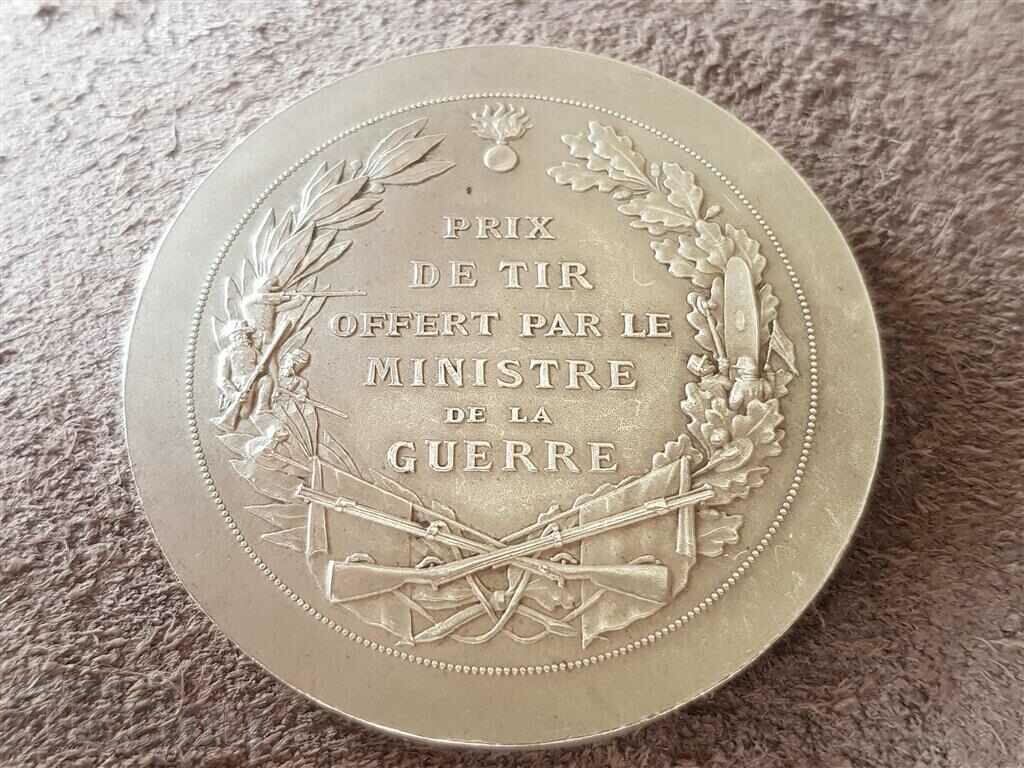 PRIX
DE TIR
OFFERT PAR LE
MINISTRE
DE LA
GUERRE